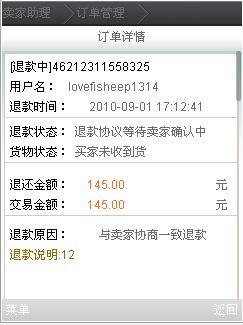 卖家助理 订单管理
订单详情
[退款中]46212311558325
用户名： lovefisheep1314
退款时间： 2010-09-01 17:12:41
退款状态： 退款协议等待卖家确认中
货物状态： 买家未收到货
退还金额： 145.00 元
交易金额： 145.00 元
退款原因： 与卖家协商一致退款
退款说明:12
菜单 返回